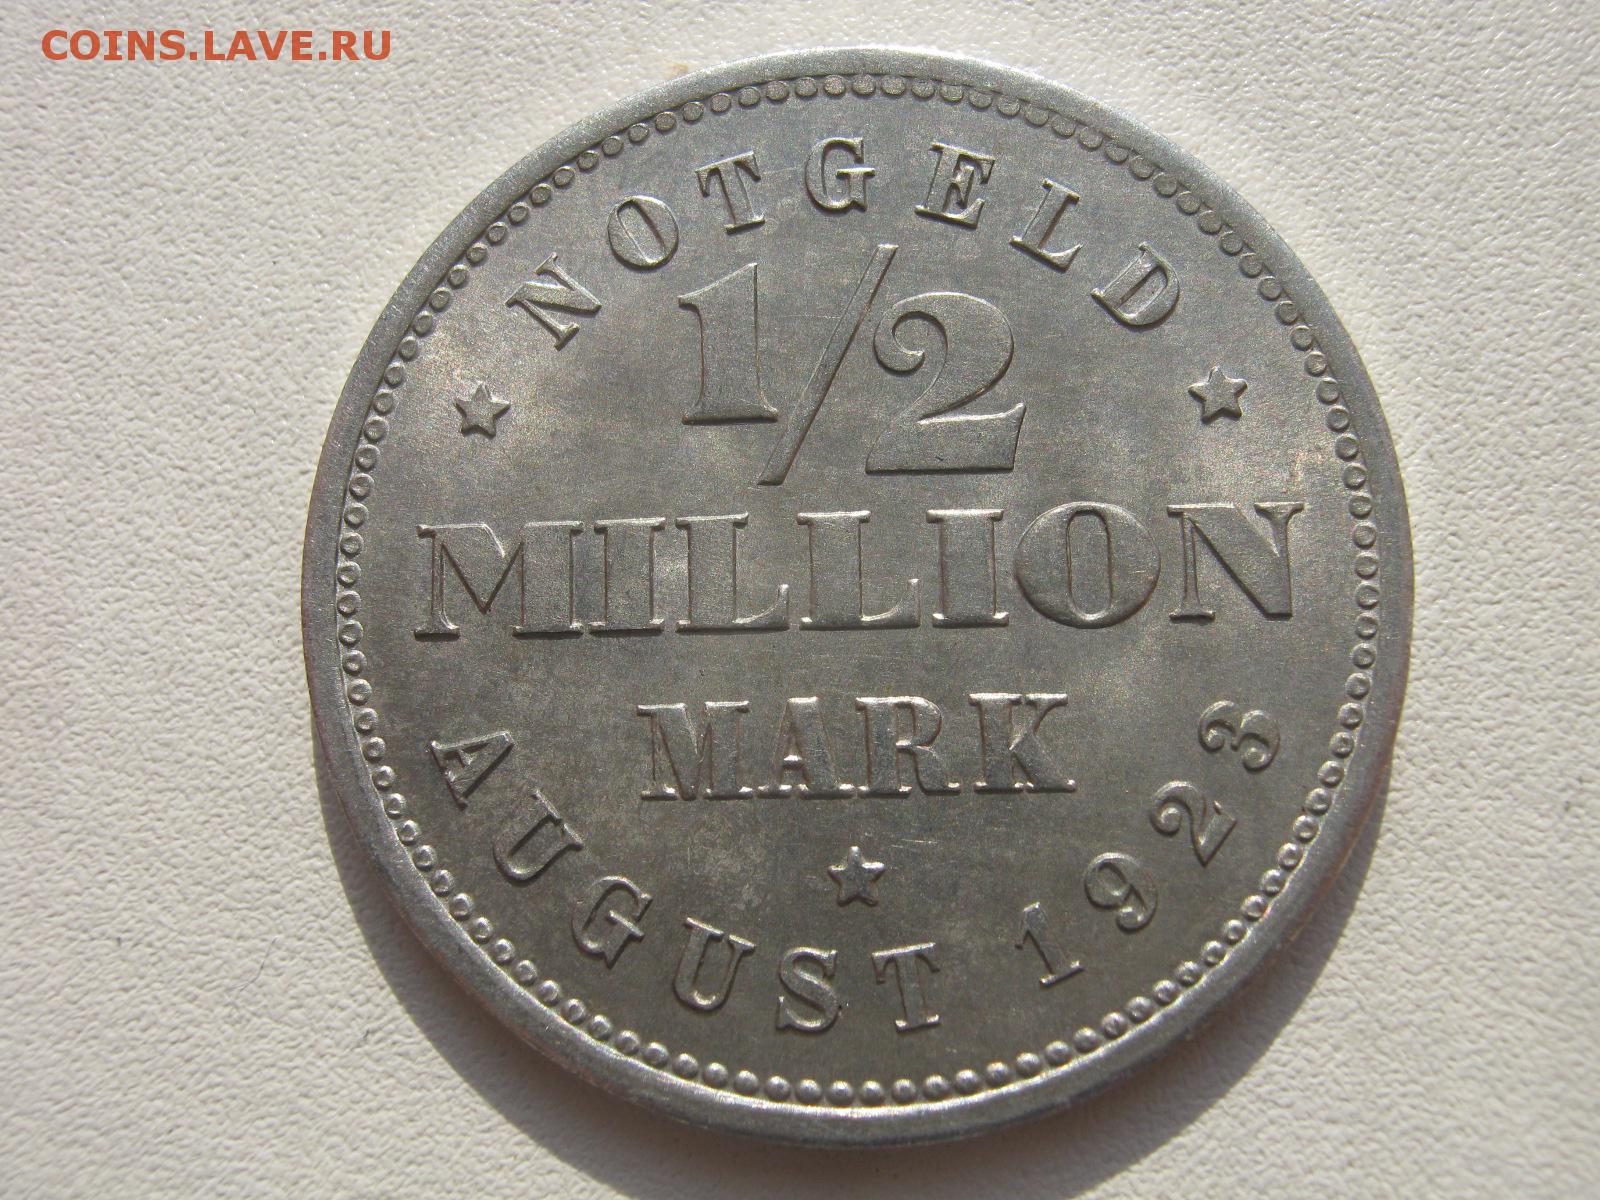 COINS.LAVE.RU
NOTGELD
1/2
MILLION
MARK
AUGUST 1923